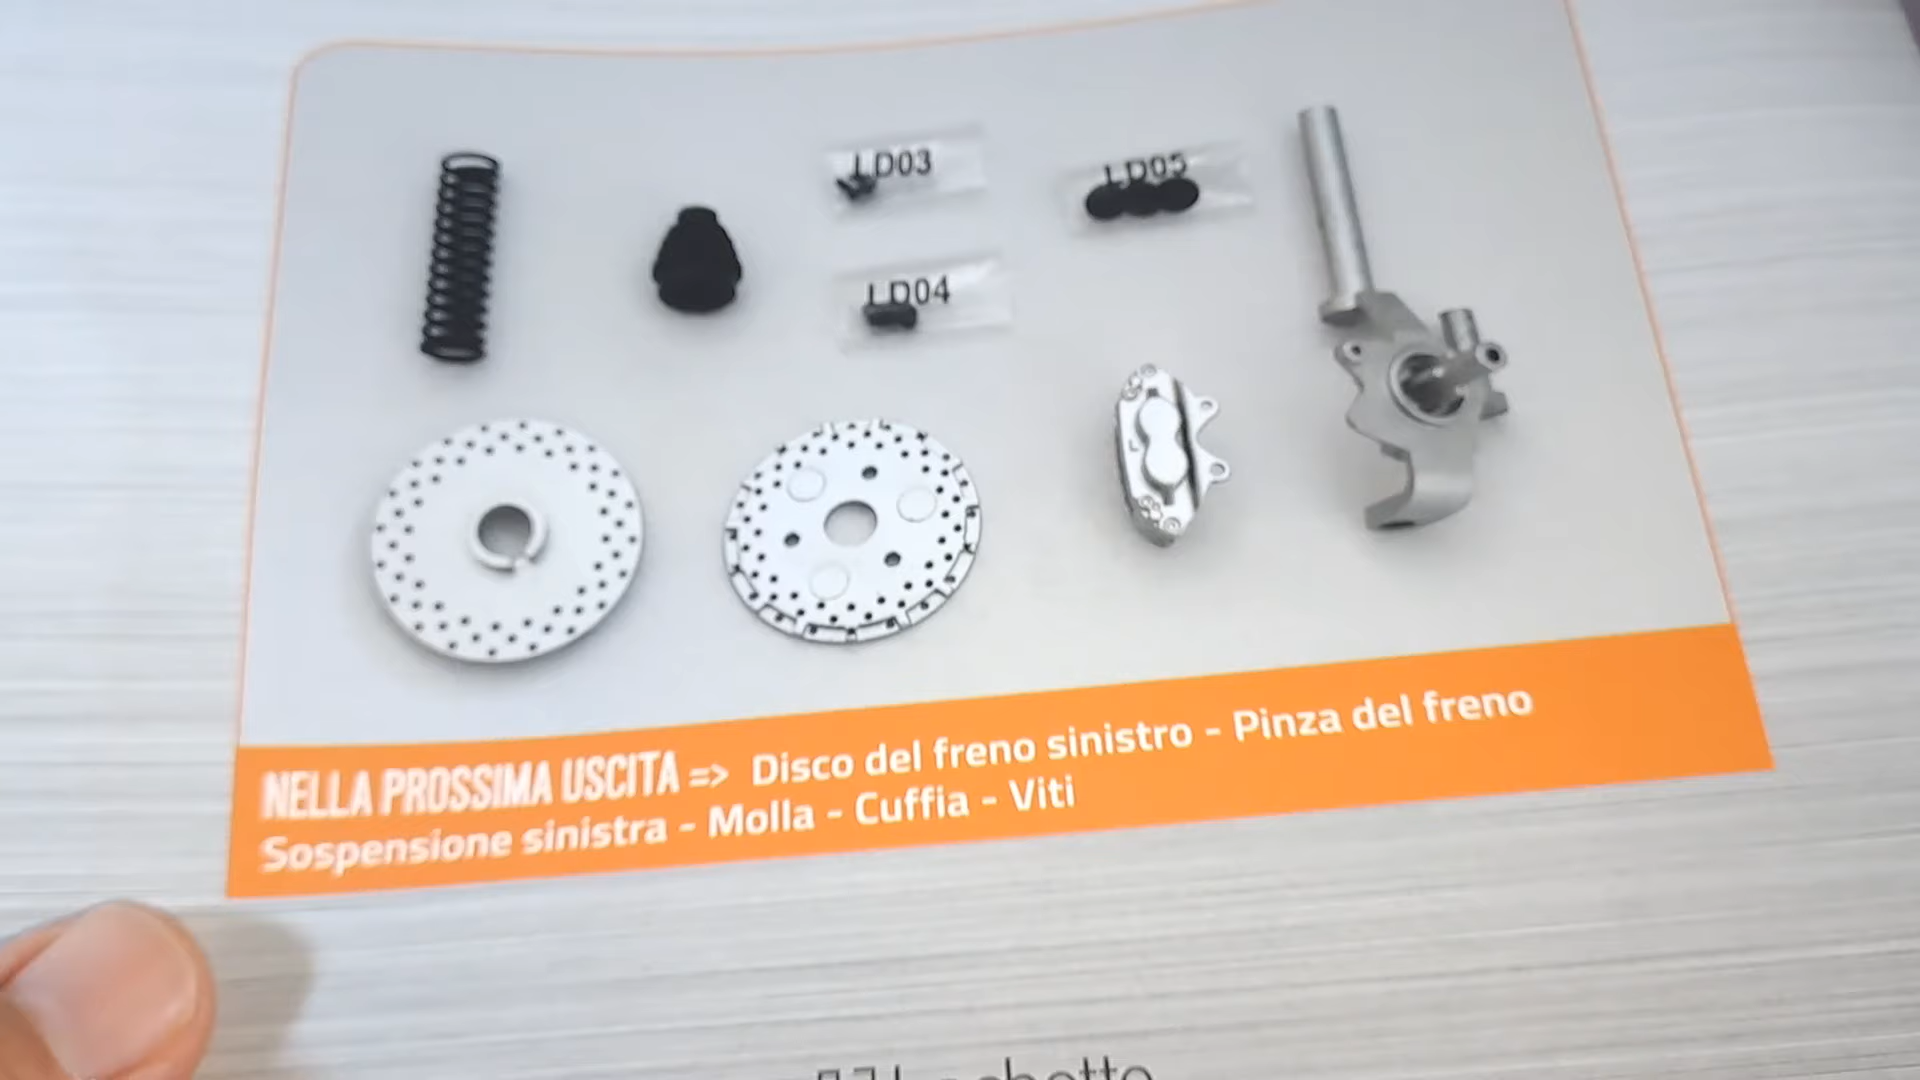 LD03
LD05
LD04
NELLA PROSSIMA USCITA => Disco del freno sinistro - Pinza del freno
Sospensione sinistra - Molla - Cuffia - Viti